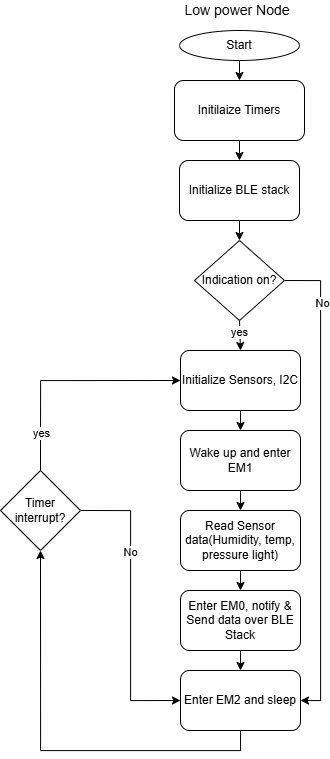 Low power Node
Start
Initilaize Timers
Initialize BLE stack
Indication on?
No
yes
Initialize Sensors, I2C
yes
Wake up and enter
EM1
Timer
interrupt?
Read Sensor
data(Humidity, temp,
pressure light)
No
Enter EM0, notify &
Send data over BLE
Stack
Enter EM2 and sleep